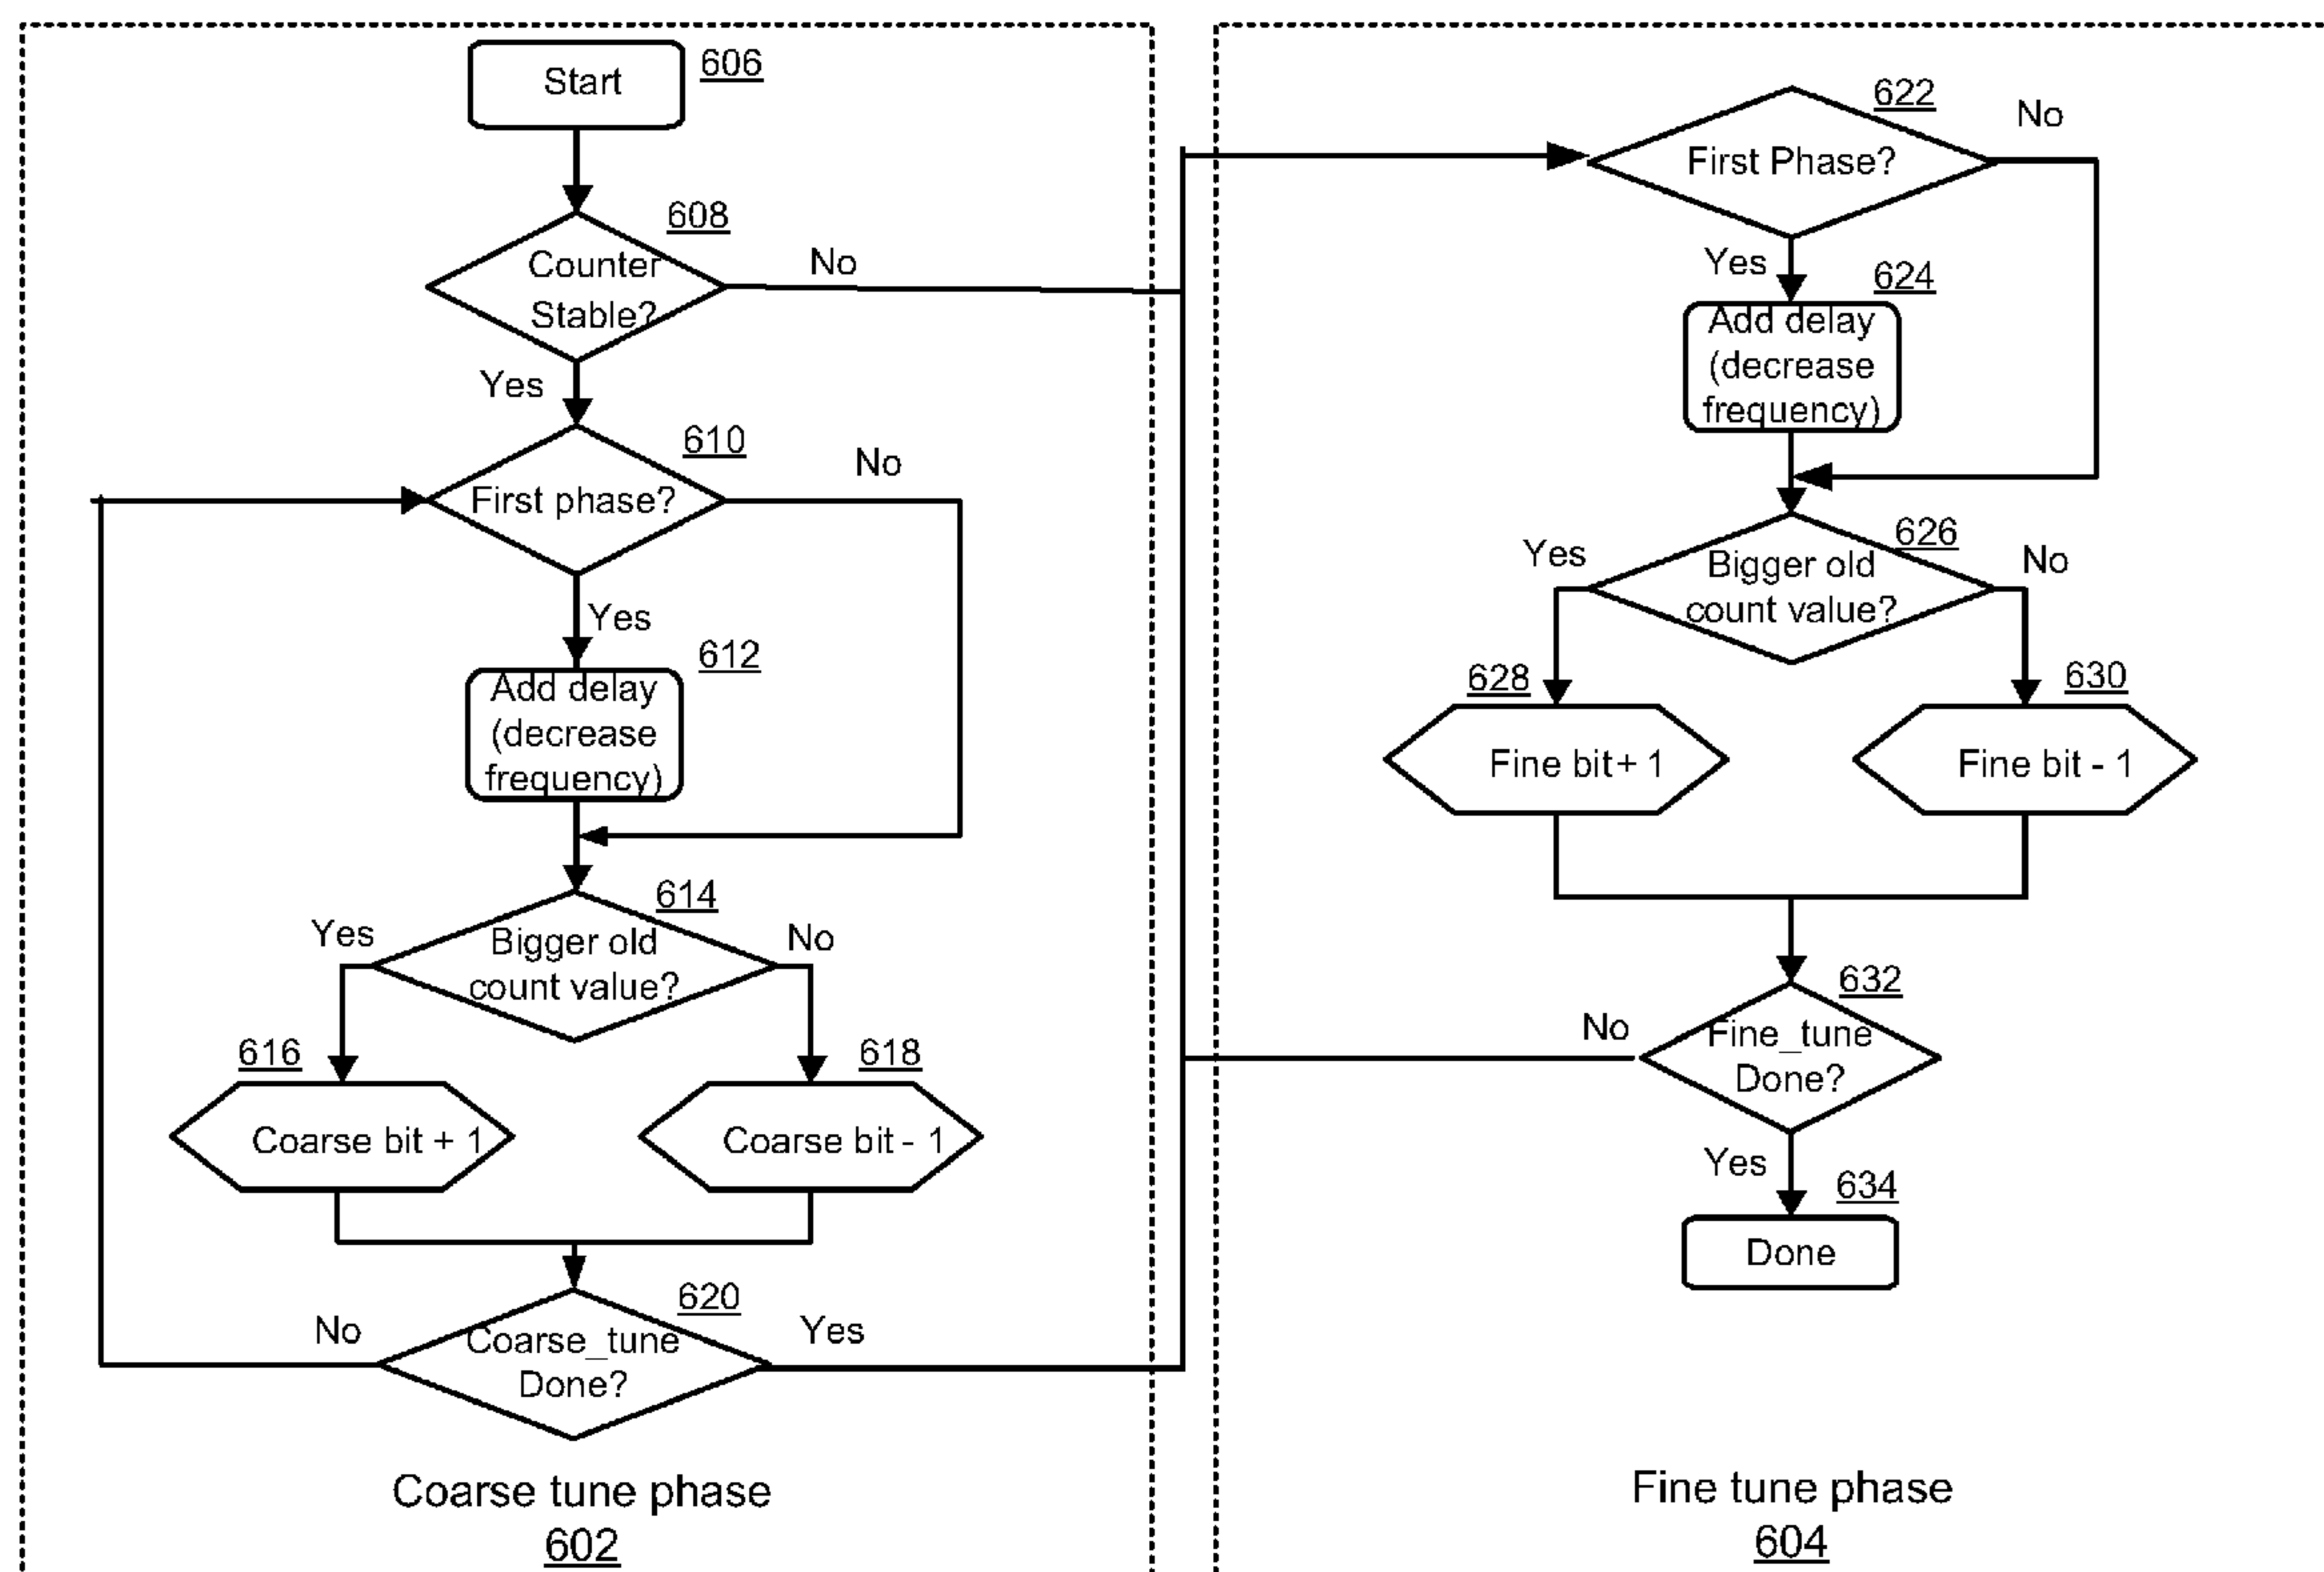 Start
606
608
Counter
Stable?
No
Yes
610
First phase?
No
Yes
612
Add delay
(decrease
frequency)
614
Bigger old
count value?
Yes
No
616
Coarse bit + 1
618
Coarse bit - 1
620
Coarse_tune
Done?
No
Yes
Coarse tune phase
602
622
First Phase?
No
Yes
624
Add delay
(decrease
frequency)
626
Bigger old
count value?
Yes
No
628
Fine bit + 1
630
Fine bit - 1
632
Fine_tune
Done?
No
Yes
634
Done
Fine tune phase
604